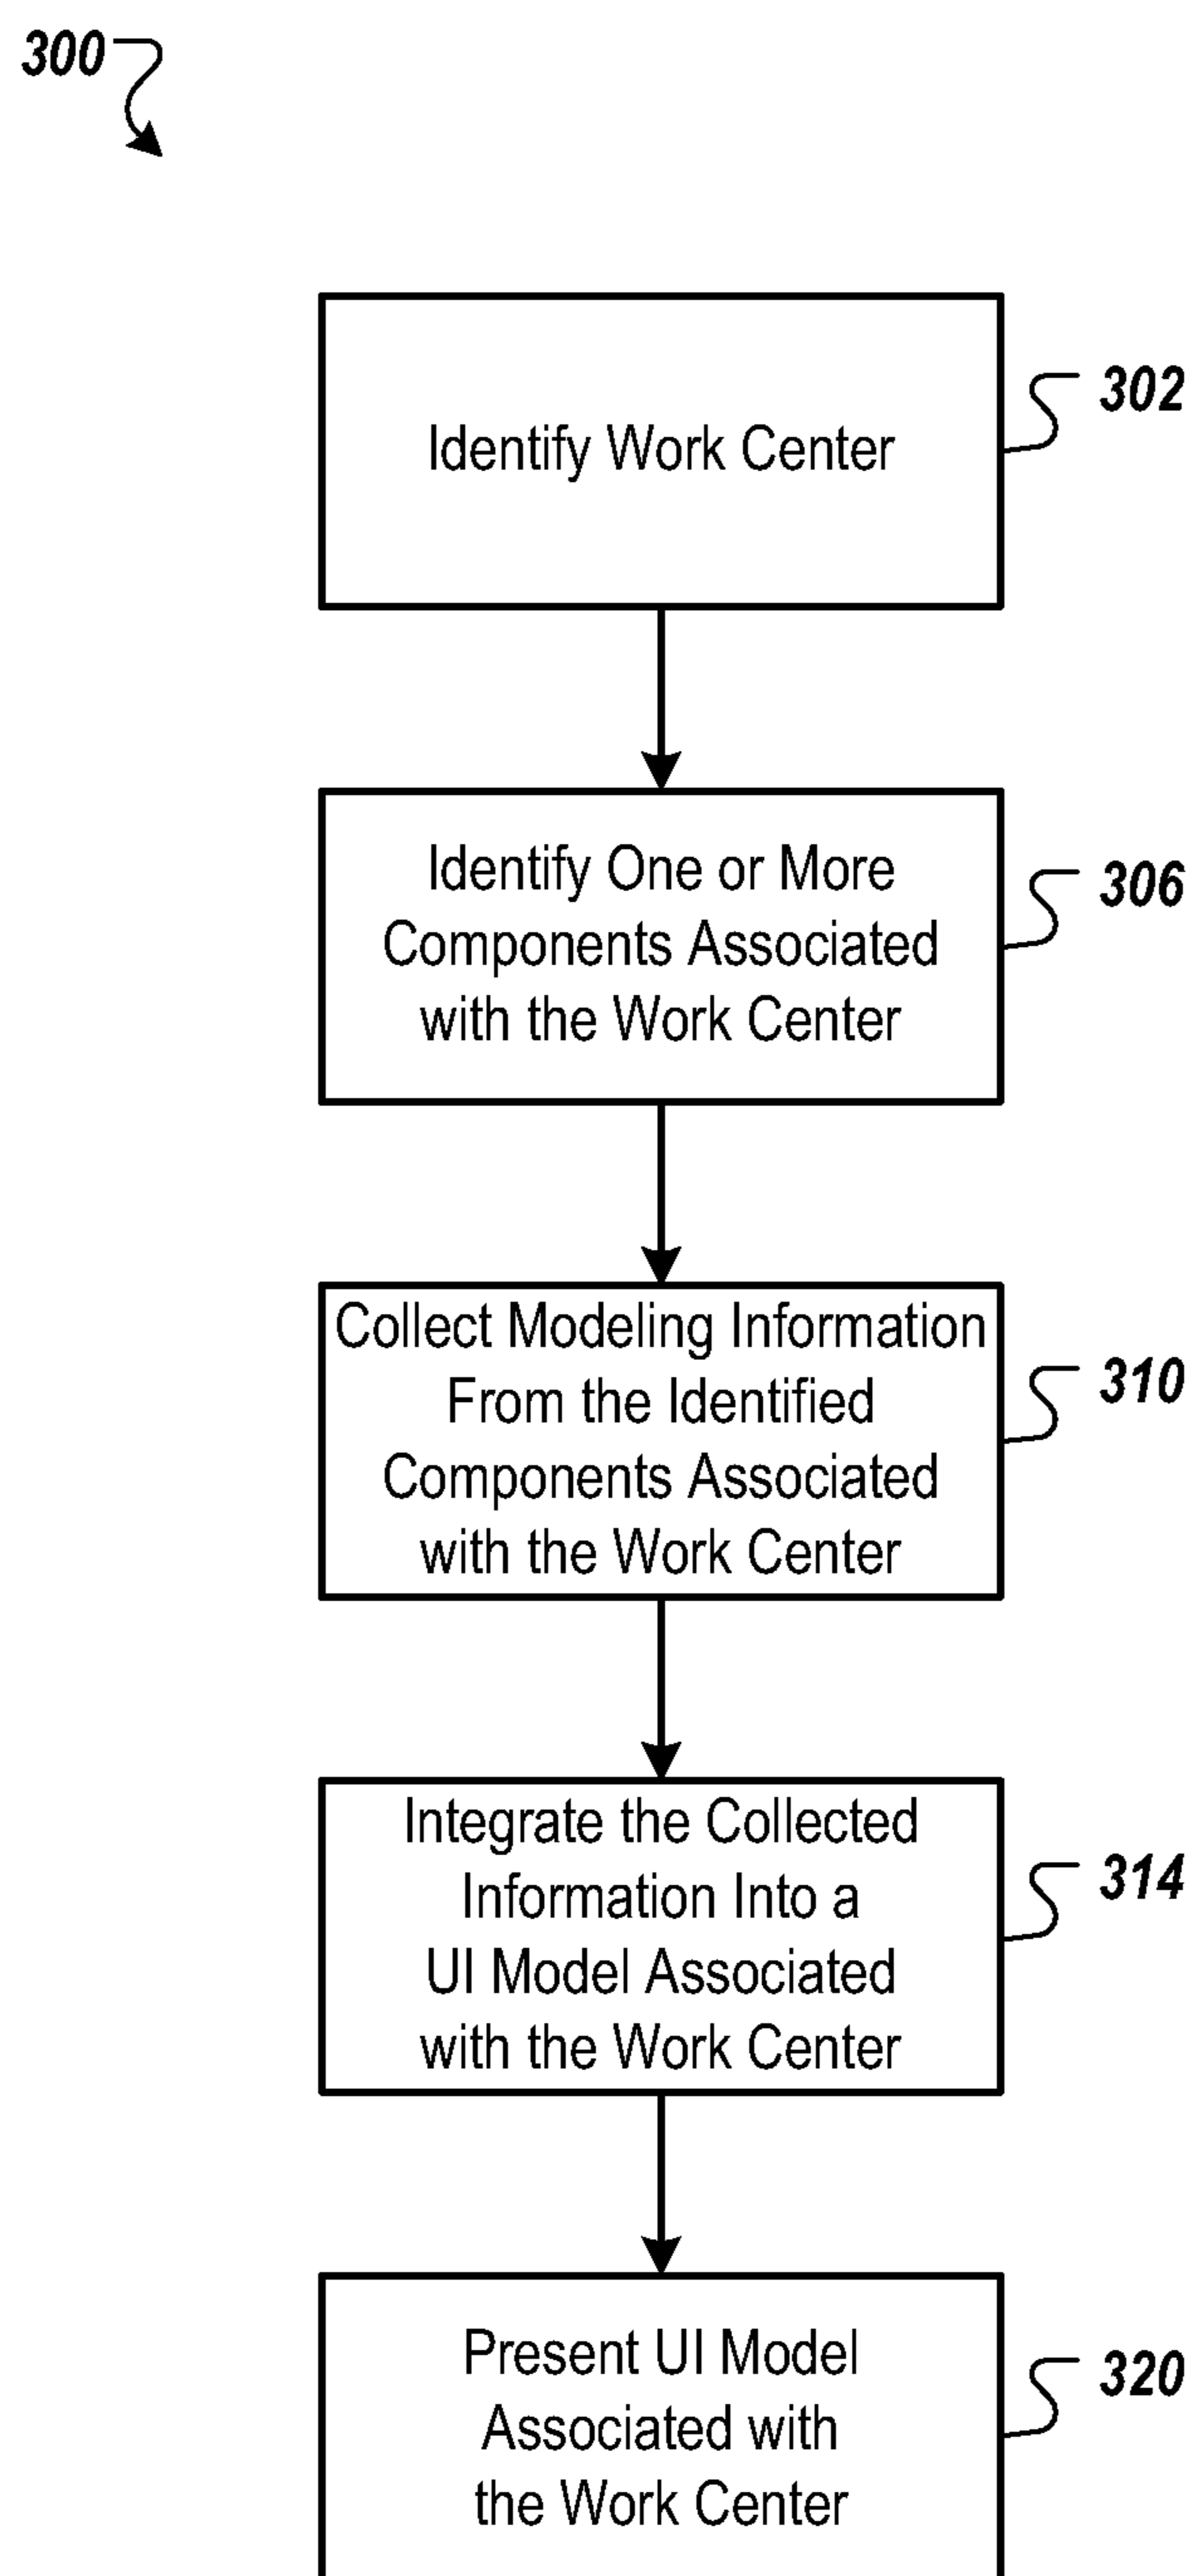 300
Identify Work Center
302
Identify One or More
Components Associated
with the Work Center
306
Collect Modeling Information
From the Identified
Components Associated
with the Work Center
310
Integrate the Collected
Information Into a
UI Model Associated
with the Work Center
314
Present UI Model
Associated with
the Work Center
320